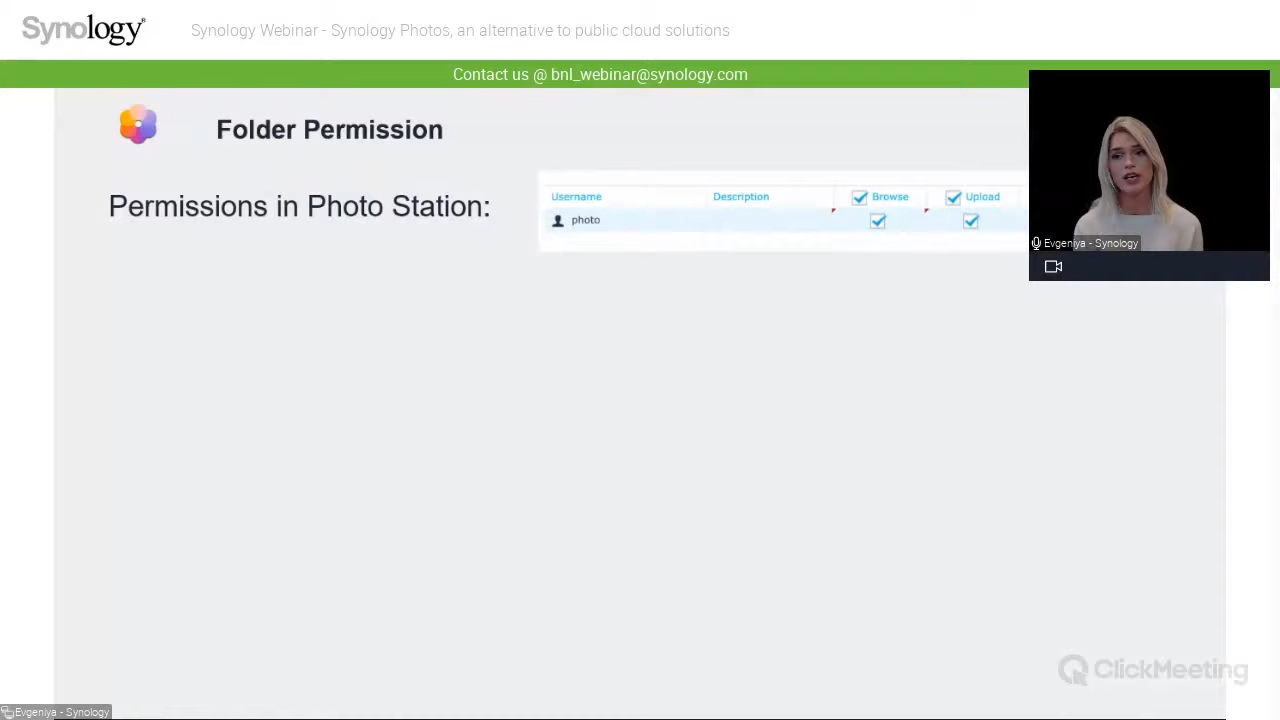 Synology®
Synology Webinar - Synology Photos, an alternative to public cloud solutions
Contact us @ bnl_webinar@synology.com
Folder Permission
Permissions in Photo Station:
Username Description Browse Upload
photo
Evgeniya - Synology
ClickMeeting
Evgeniya - Synology